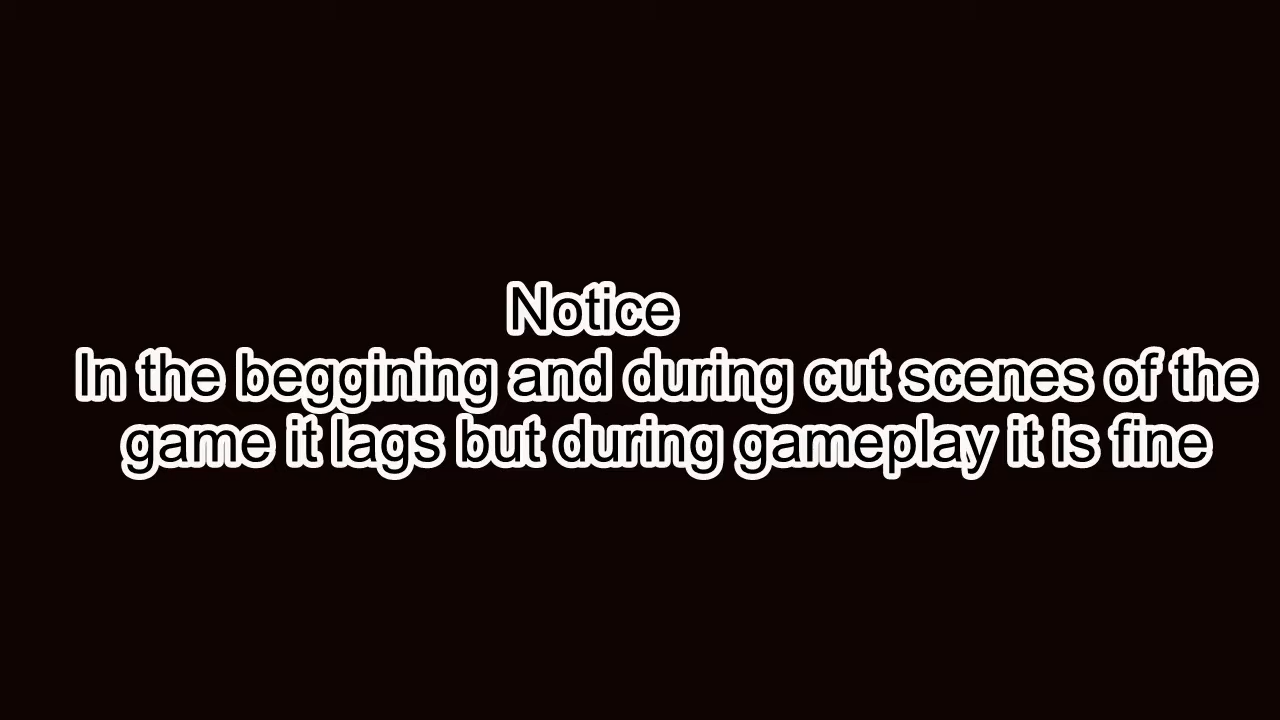 Notice
In the beggining and during cut scenes of the
game it lags but during gameplay it is fine